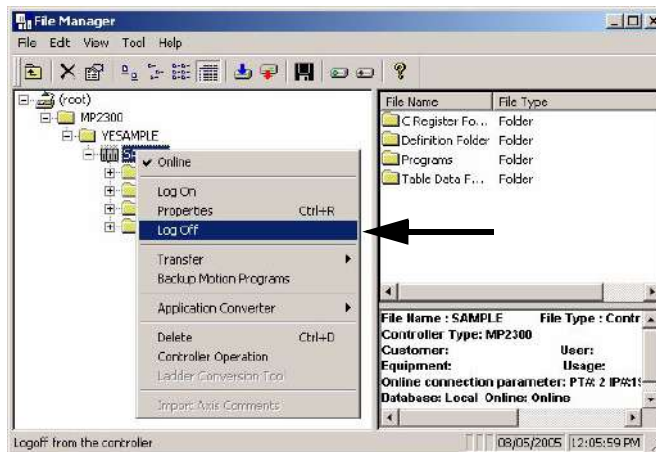 File Manager
File Edit View Tool Help
(root)
MP2300
YESAMPLE
Online
Log On
Properties Ctrl+R
Log Off
Transfer
Backup Motion Programs
Application Converter
Delete Ctrl+D
Controller Operation
Ladder Conversion Tool
Import Axis Comments
File Name File Type
C Register Fo... Folder
Definition Folder Folder
Programs Folder
Table Data F... Folder
File Name : SAMPLE File Type : Contr
Controller Type: MP2300
Customer: User:
Equipment: Usage:
Online connection parameter: PT#: 2 IP#:19
Database: Local Online: Online
Logoff from the controller
08/05/2005 12:05:59 PM